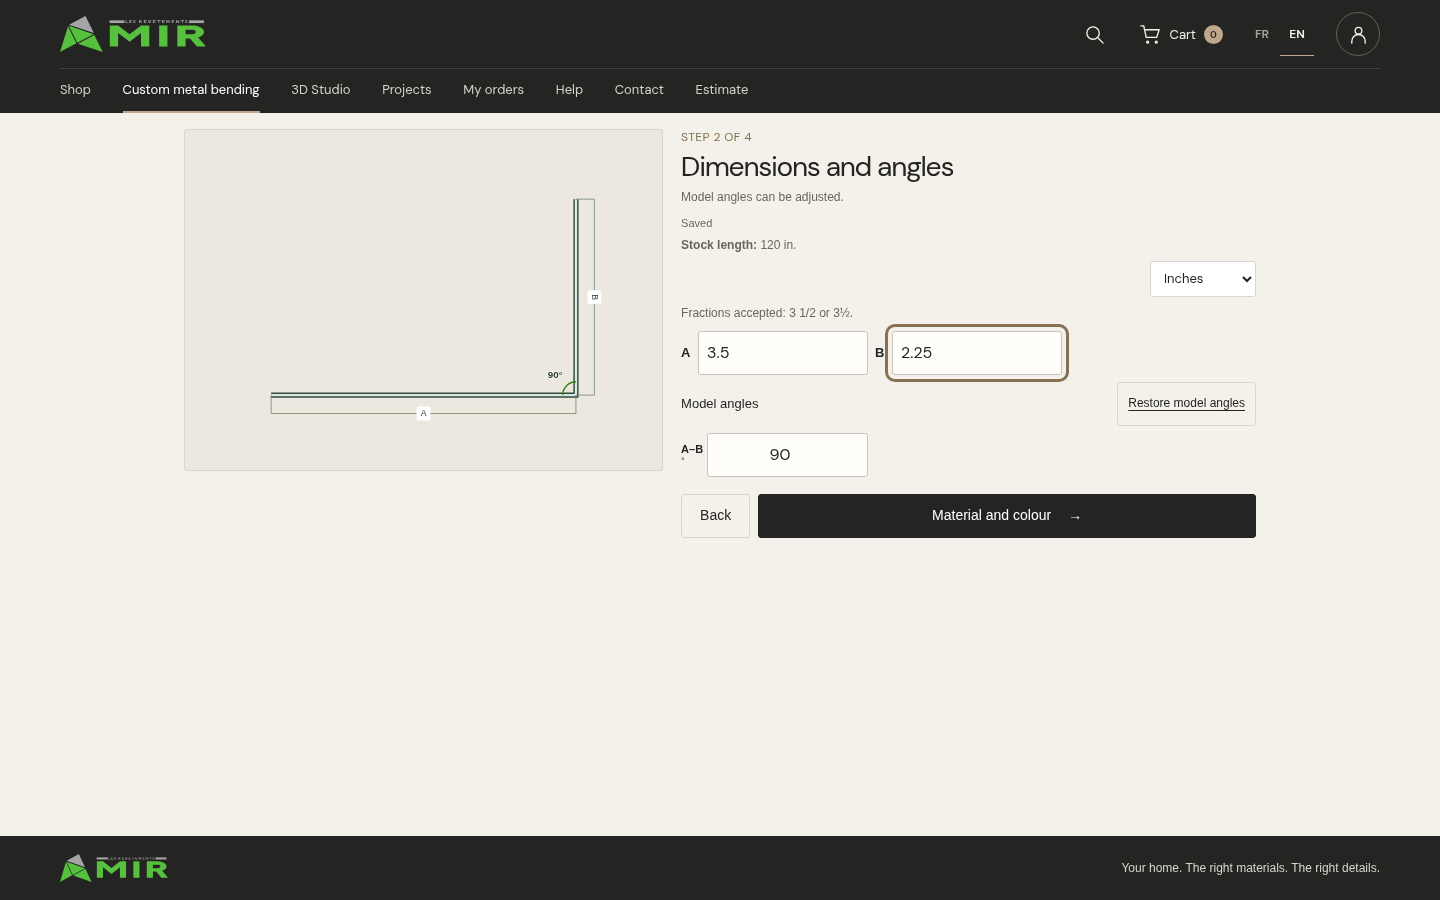 LES REVÊTEMENTS
MIR
Cart 0 FR EN
Shop Custom metal bending 3D Studio Projects My orders Help Contact Estimate
STEP 2 OF 4
Dimensions and angles
Model angles can be adjusted.
Saved
Stock length: 120 in.
Inches
Fractions accepted: 3 1/2 or 3½.
A 3.5 B 2.25
Model angles Restore model angles
A–B ° 90
Back Material and colour →
B
90°
A
LES REVÊTEMENTS
MIR
Your home. The right materials. The right details.